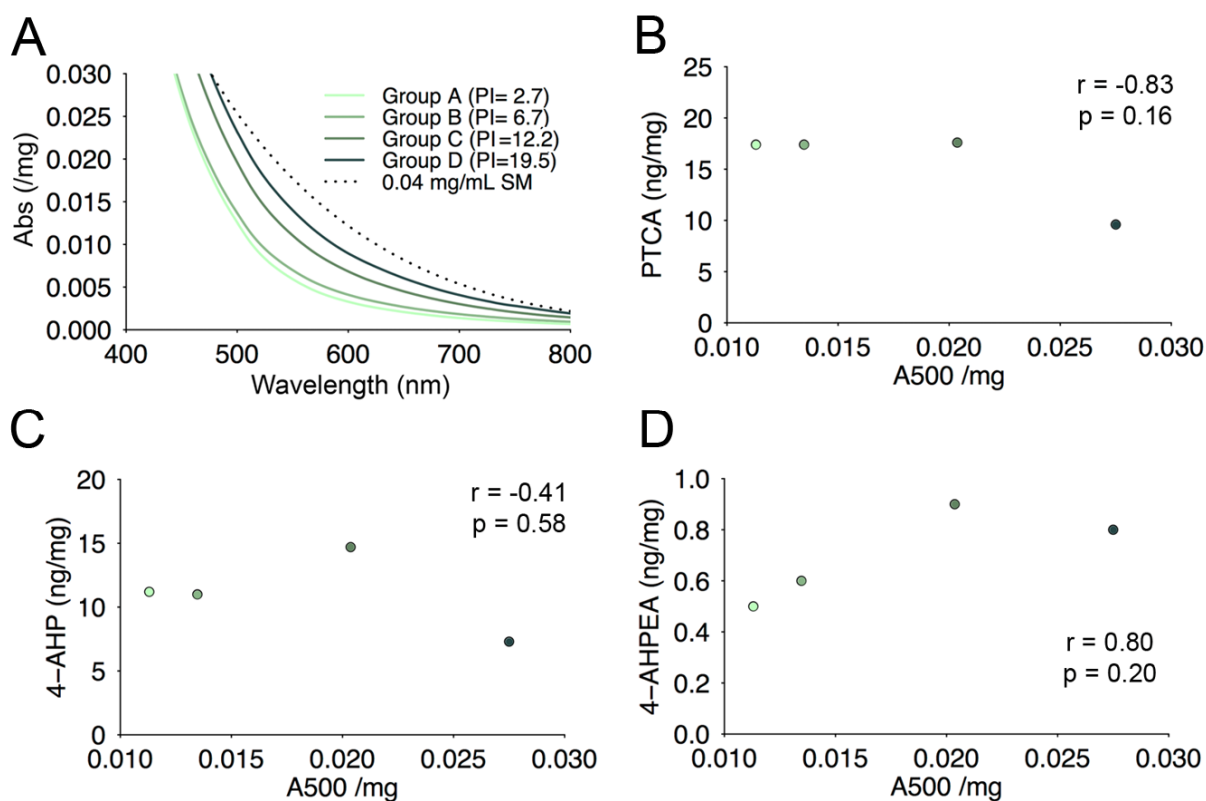 A
Abs (/mg)
0.030
0.025
0.020
0.015
0.010
0.005
0.000
400
500
600
700
800
Wavelength (nm)
Group A (PI= 2.7)
Group B (PI= 6.7)
Group C (PI=12.2)
Group D (PI=19.5)
0.04 mg/mL SM
B
PTCA (ng/mg)
25
20
15
10
5
0
0.010
0.015
0.020
0.025
0.030
A500 /mg
r = -0.83
p = 0.16
C
4−AHP (ng/mg)
20
15
10
5
0
0.010
0.015
0.020
0.025
0.030
A500 /mg
r = -0.41
p = 0.58
D
4−AHPEA (ng/mg)
1.0
0.8
0.6
0.4
0.2
0.0
0.010
0.015
0.020
0.025
0.030
A500 /mg
r = 0.80
p = 0.20